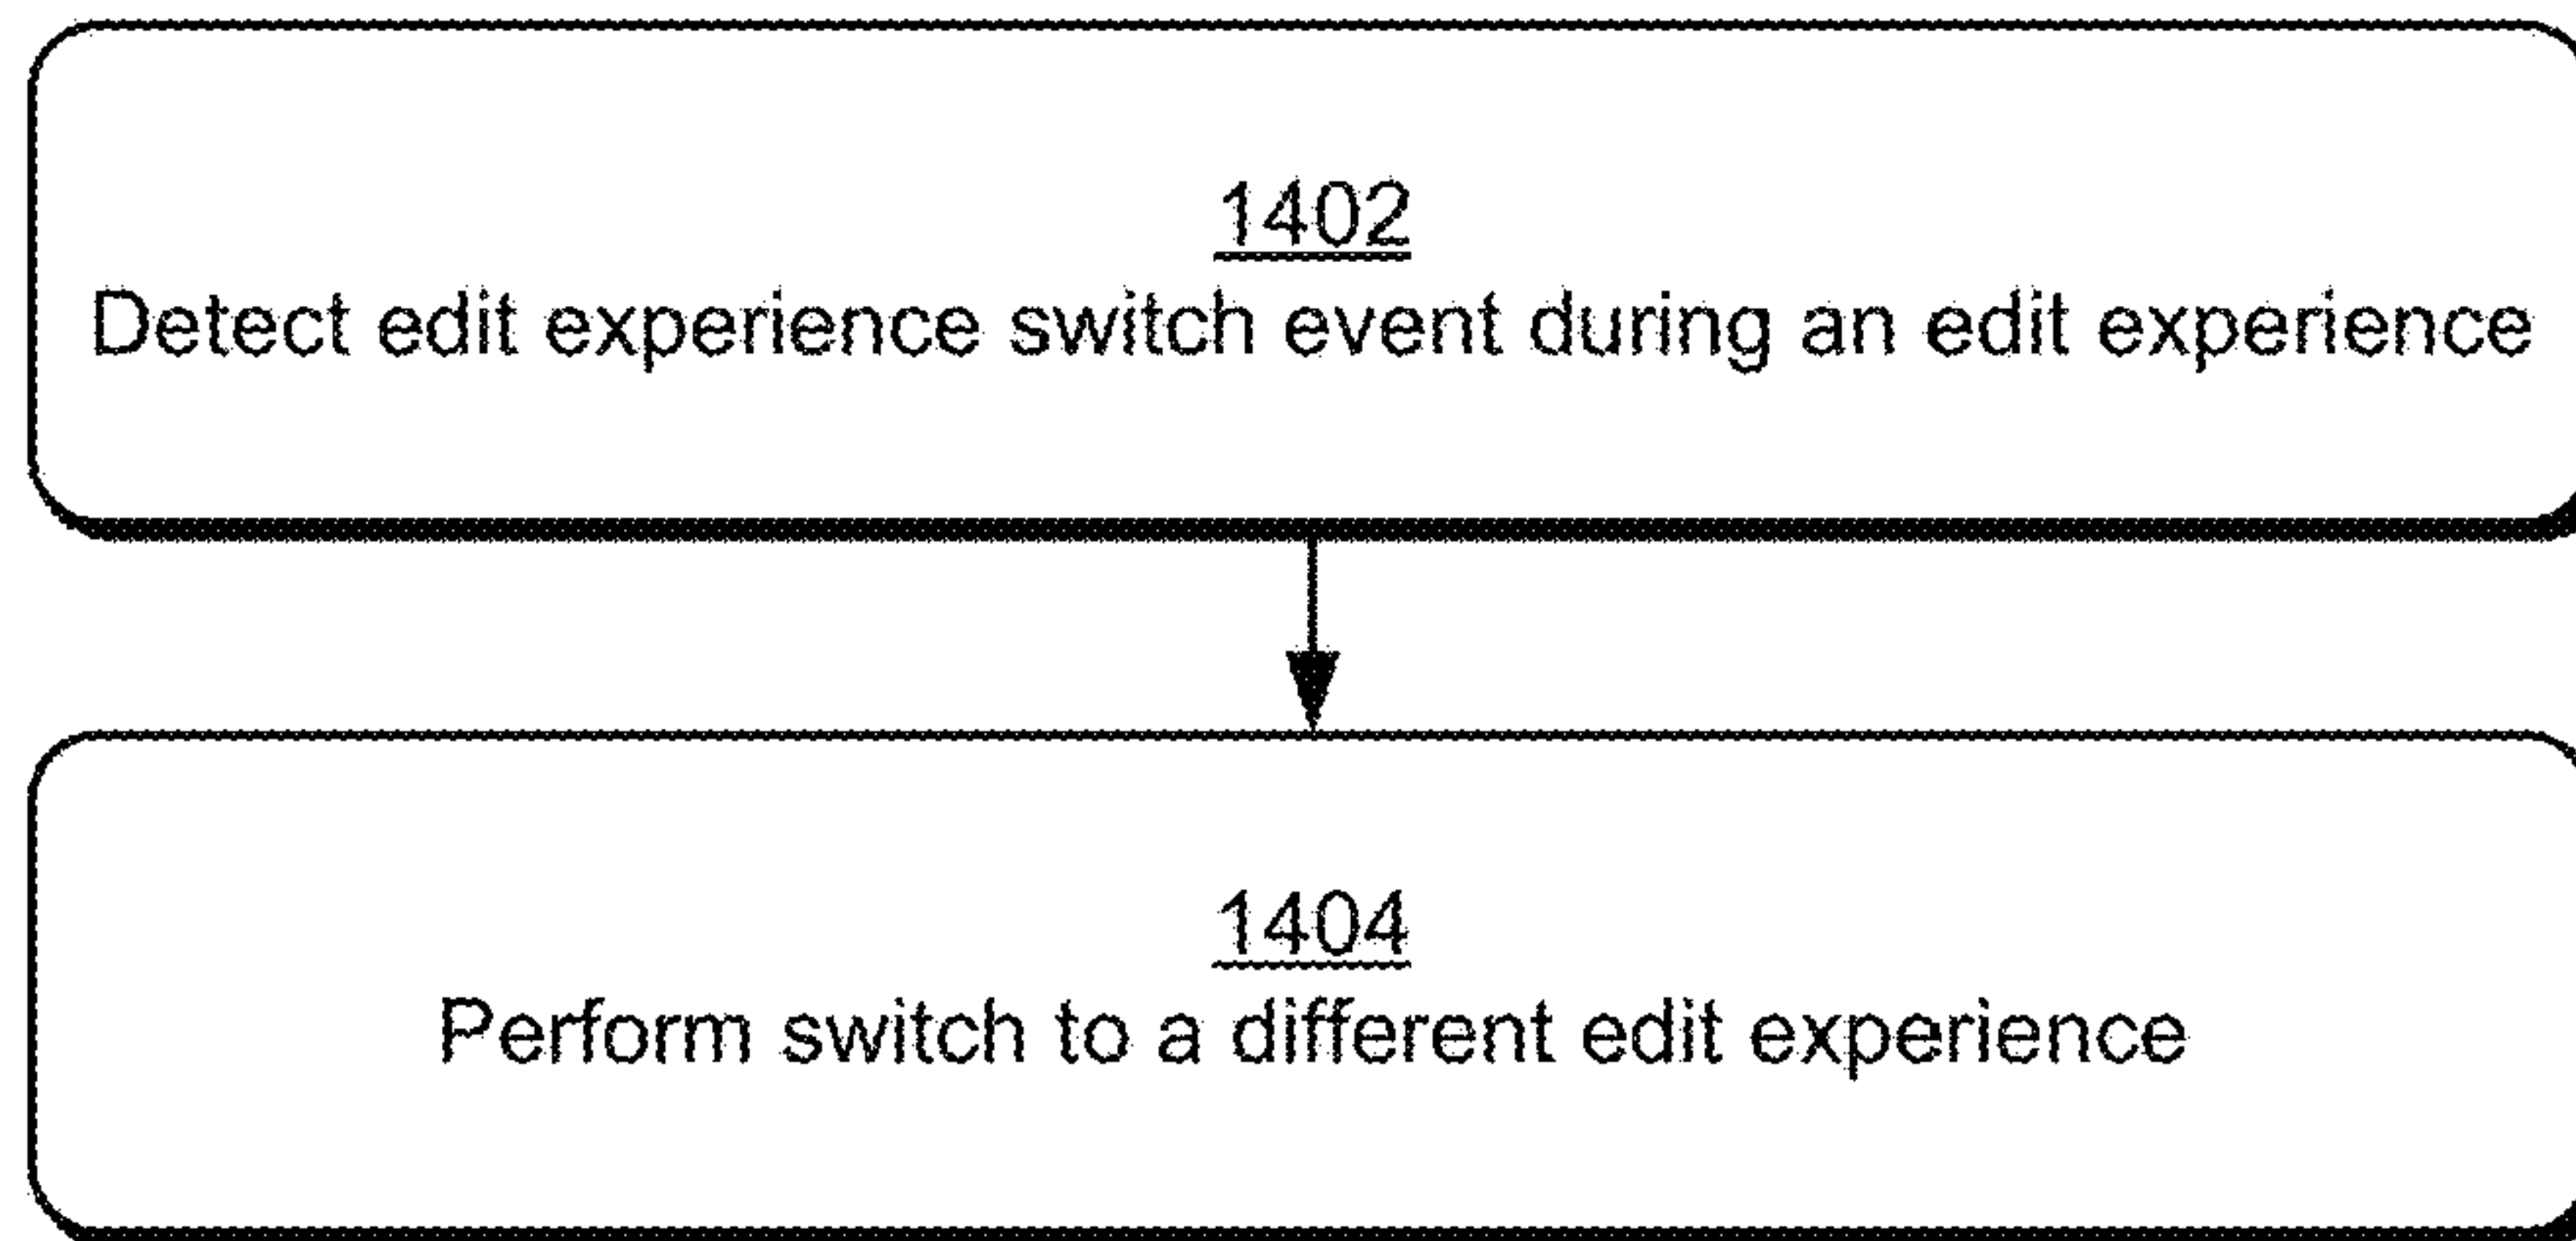 1402
Detect edit experience switch event during an edit experience
1404
Perform switch to a different edit experience